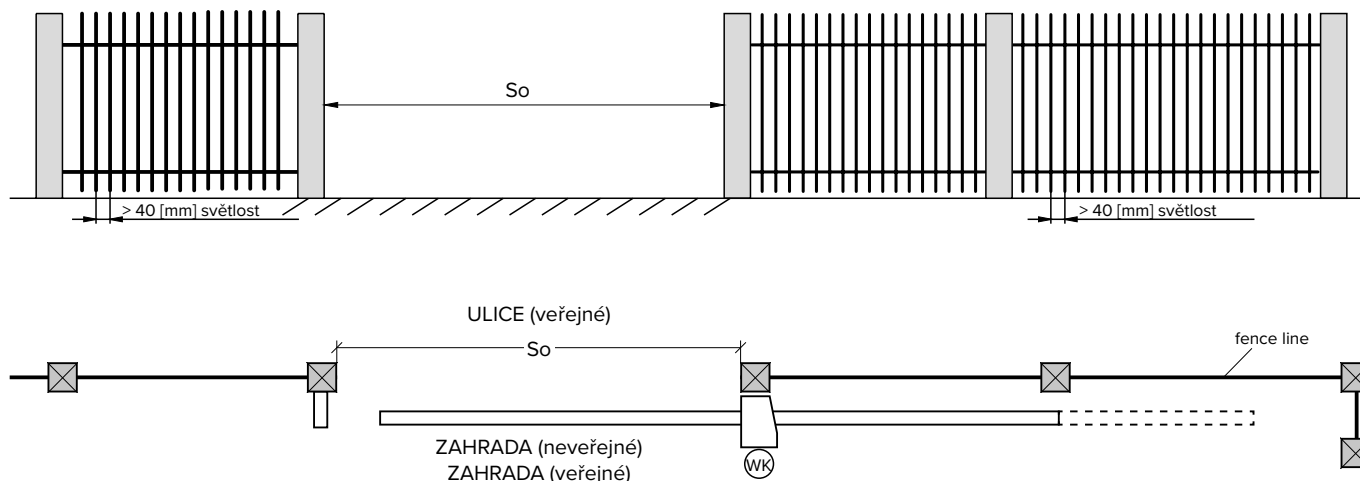 So
> 40 [mm] světlost
> 40 [mm] světlost
ULICE (veřejné)
So
fence line
ZAHRADA (neveřejné)
ZAHRADA (veřejné)
WK